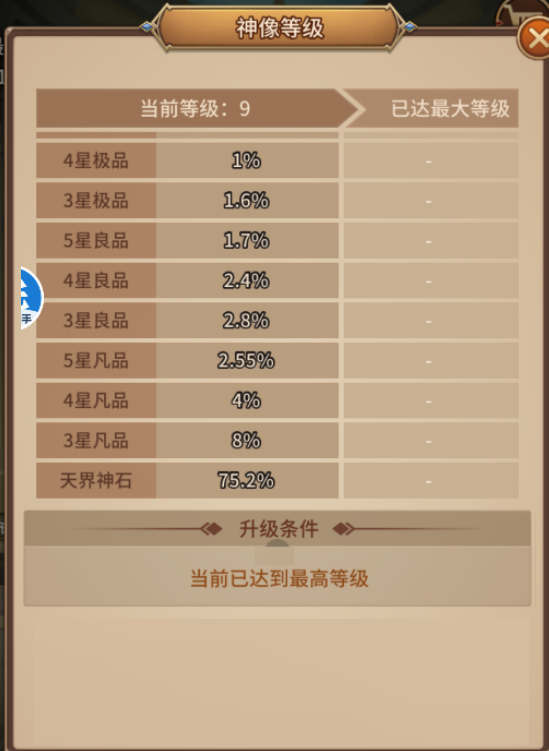 神像等级
当前等级：9 已达最大等级
4星极品 1% -
3星极品 1.6% -
5星良品 1.7% -
4星良品 2.4% -
3星良品 2.8% -
5星凡品 2.55% -
4星凡品 4% -
3星凡品 8% -
天界神石 75.2% -
升级条件
当前已达到最高等级